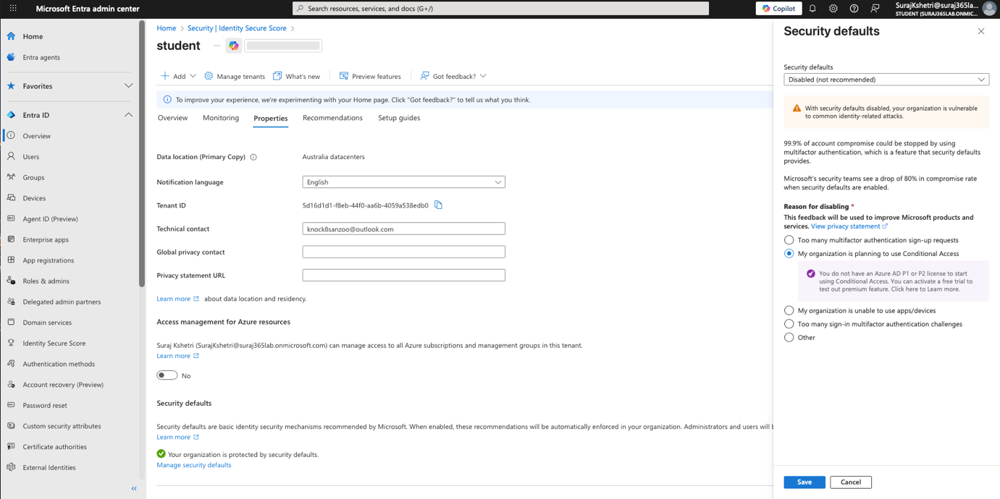 Microsoft Entra admin center
Search resources, services, and docs (G+/)
Copilot
SurajKshetri@suraj365la...
STUDENT (SURAJ365LAB.ONMIC...
Home
Entra agents
Favorites
Entra ID
Overview
Users
Groups
Devices
Agent ID (Preview)
Enterprise apps
App registrations
Roles & admins
Delegated admin partners
Domain services
Identity Secure Score
Authentication methods
Account recovery (Preview)
Password reset
Custom security attributes
Certificate authorities
External Identities
Home > Security | Identity Secure Score >
student ...
Add
Manage tenants
What's new
Preview features
Got feedback?
To improve your experience, we're experimenting with your Home page. Click "Got feedback?" to tell us what you think.
Overview Monitoring Properties Recommendations Setup guides
Data location (Primary Copy) Australia datacenters
Notification language English
Tenant ID 5d16d1d1-f8eb-44f0-aa6b-4059a538edb0
Technical contact knock8sanzoo@outlook.com
Global privacy contact
Privacy statement URL
Learn more about data location and residency.
Access management for Azure resources
Suraj Kshetri (SurajKshetri@suraj365lab.onmicrosoft.com) can manage access to all Azure subscriptions and management groups in this tenant.
Learn more
No
Security defaults
Security defaults are basic identity security mechanisms recommended by Microsoft. When enabled, these recommendations will be automatically enforced in your organization. Administrators and users will
Learn more
Your organization is protected by security defaults.
Manage security defaults
Security defaults
Security defaults
Disabled (not recommended)
With security defaults disabled, your organization is vulnerable
to common identity-related attacks.
99.9% of account compromise could be stopped by using
multifactor authentication, which is a feature that security defaults
provides.
Microsoft's security teams see a drop of 80% in compromise rate
when security defaults are enabled.
Reason for disabling *
This feedback will be used to improve Microsoft products and
services. View privacy statement
Too many multifactor authentication sign-up requests
My organization is planning to use Conditional Access
You do not have an Azure AD P1 or P2 license to start
using Conditional Access. You can activate a free trial to
test out premium feature. Click here to Learn more.
My organization is unable to use apps/devices
Too many sign-in multifactor authentication challenges
Other
Save
Cancel